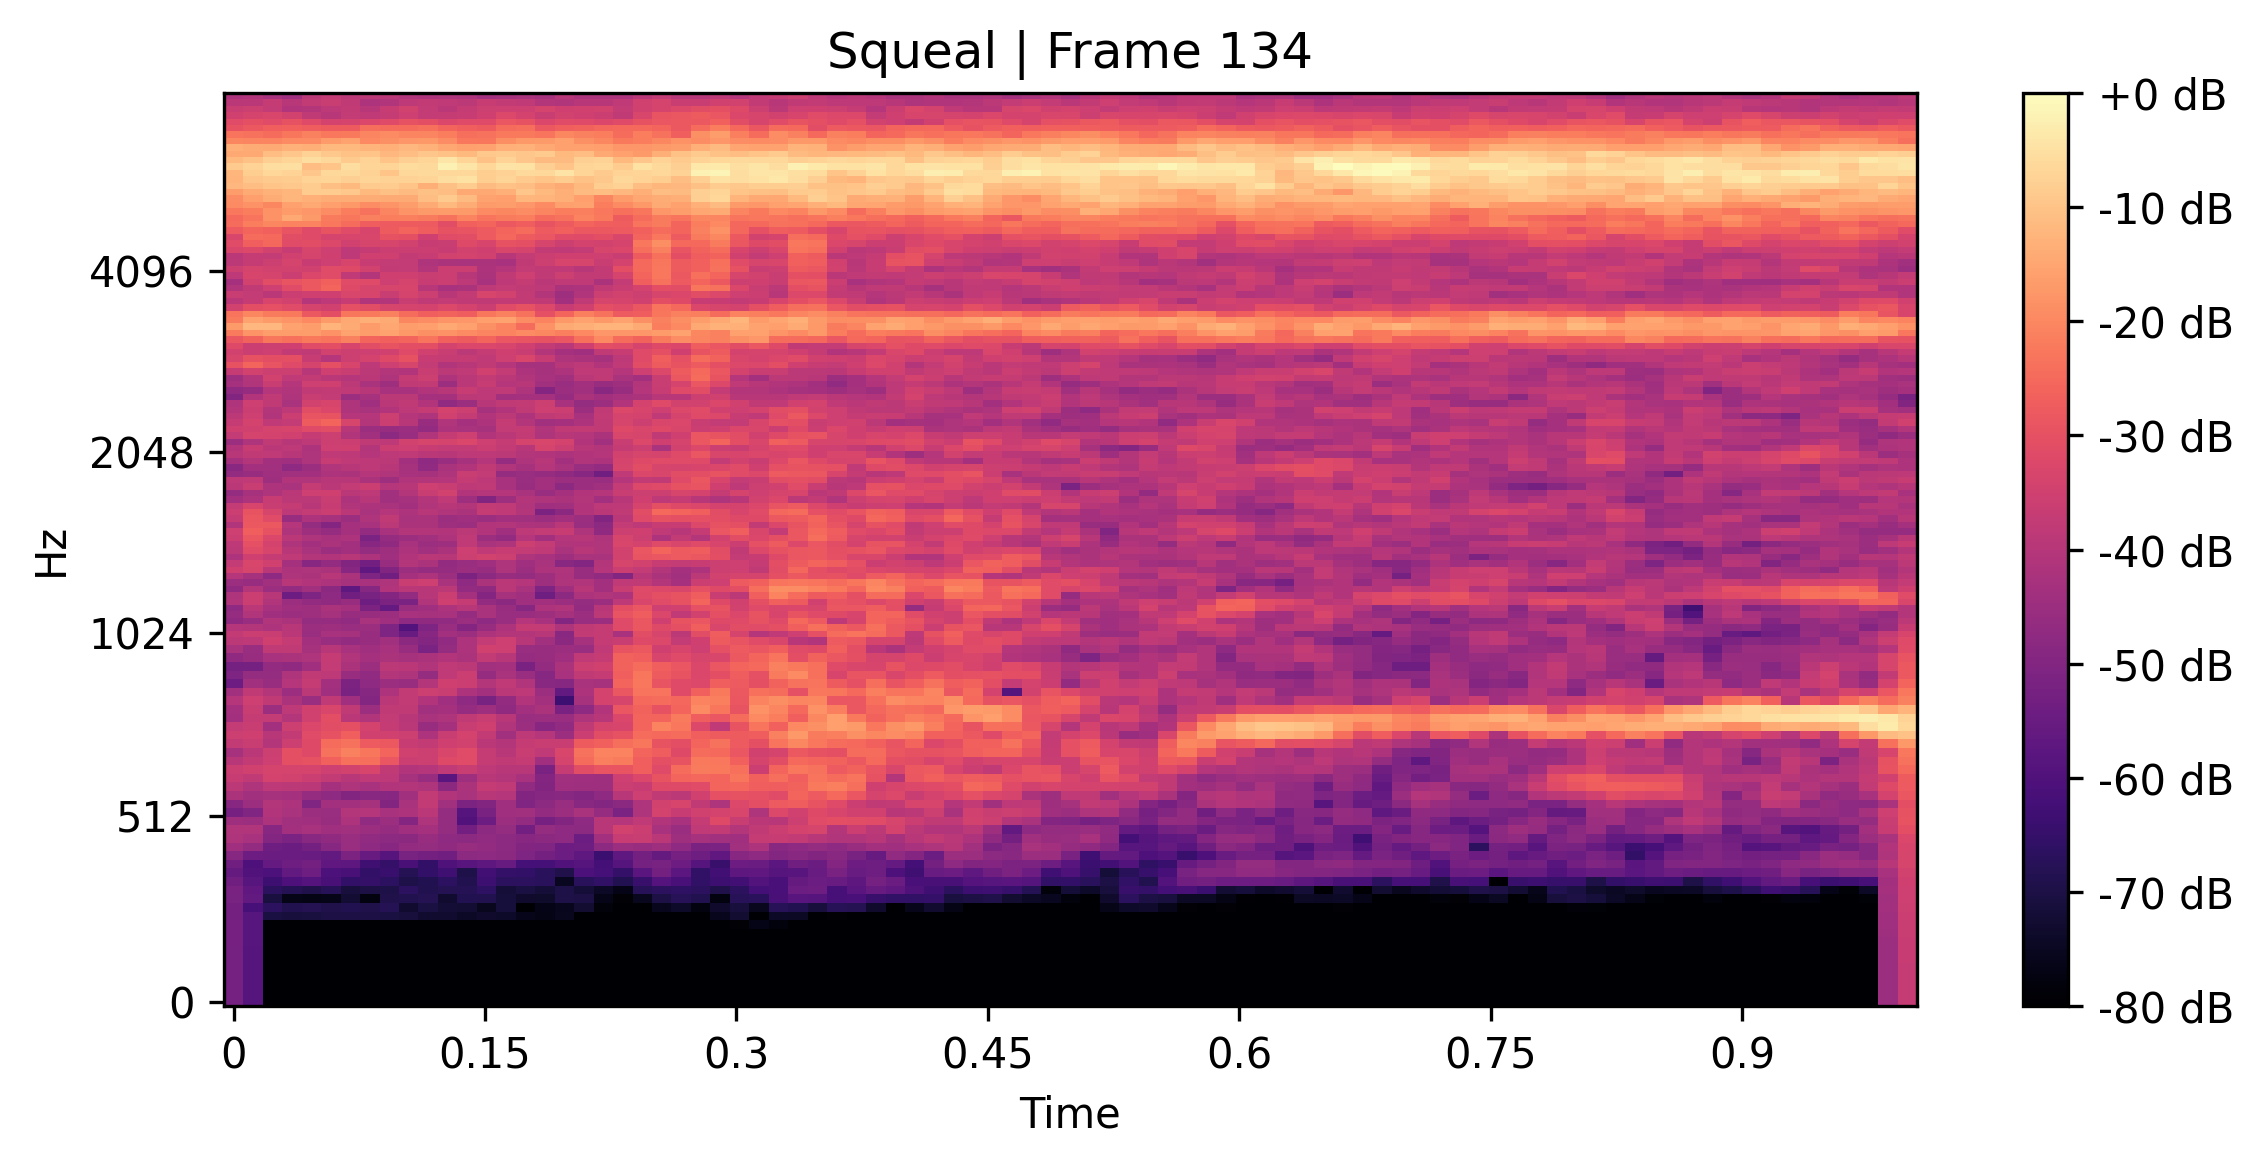 Squeal | Frame 134
Hz
4096
2048
1024
512
0
0 0.15 0.3 0.45 0.6 0.75 0.9
Time
+0 dB
-10 dB
-20 dB
-30 dB
-40 dB
-50 dB
-60 dB
-70 dB
-80 dB